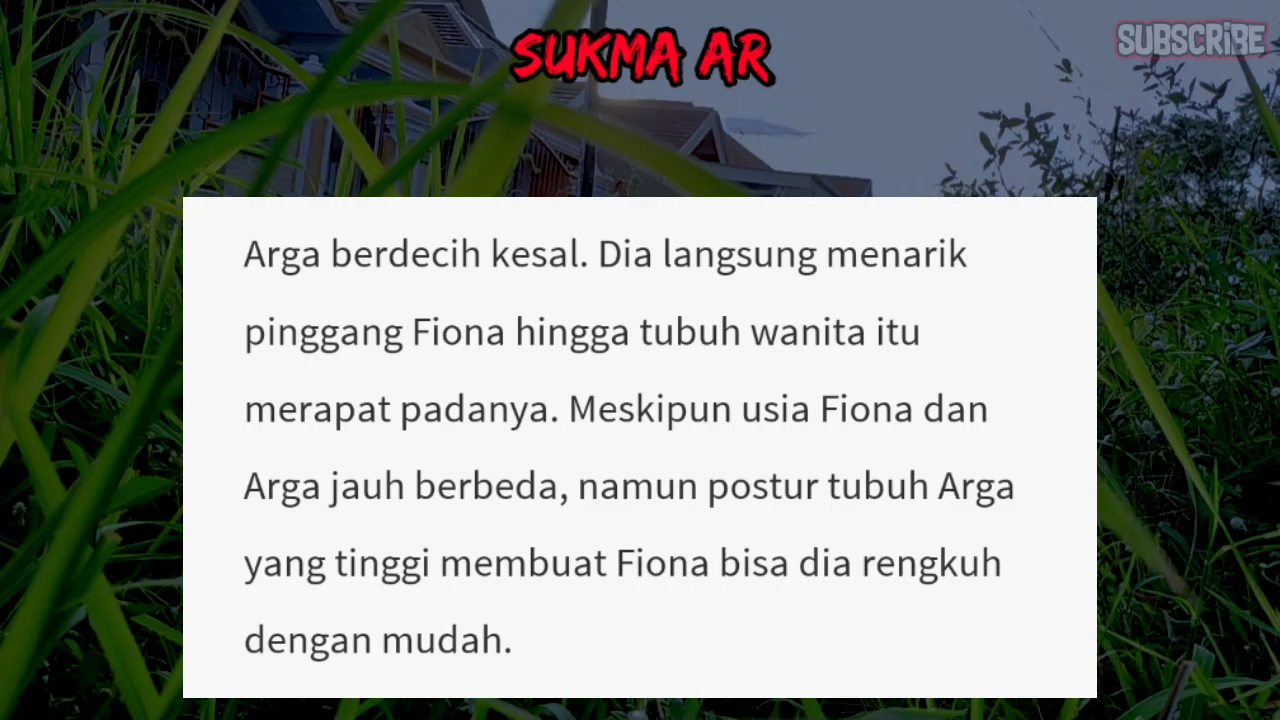 SUKMA AR
SUBSCRIBE
Arga berdecih kesal. Dia langsung menarik
pinggang Fiona hingga tubuh wanita itu
merapat padanya. Meskipun usia Fiona dan
Arga jauh berbeda, namun postur tubuh Arga
yang tinggi membuat Fiona bisa dia rengkuh
dengan mudah.